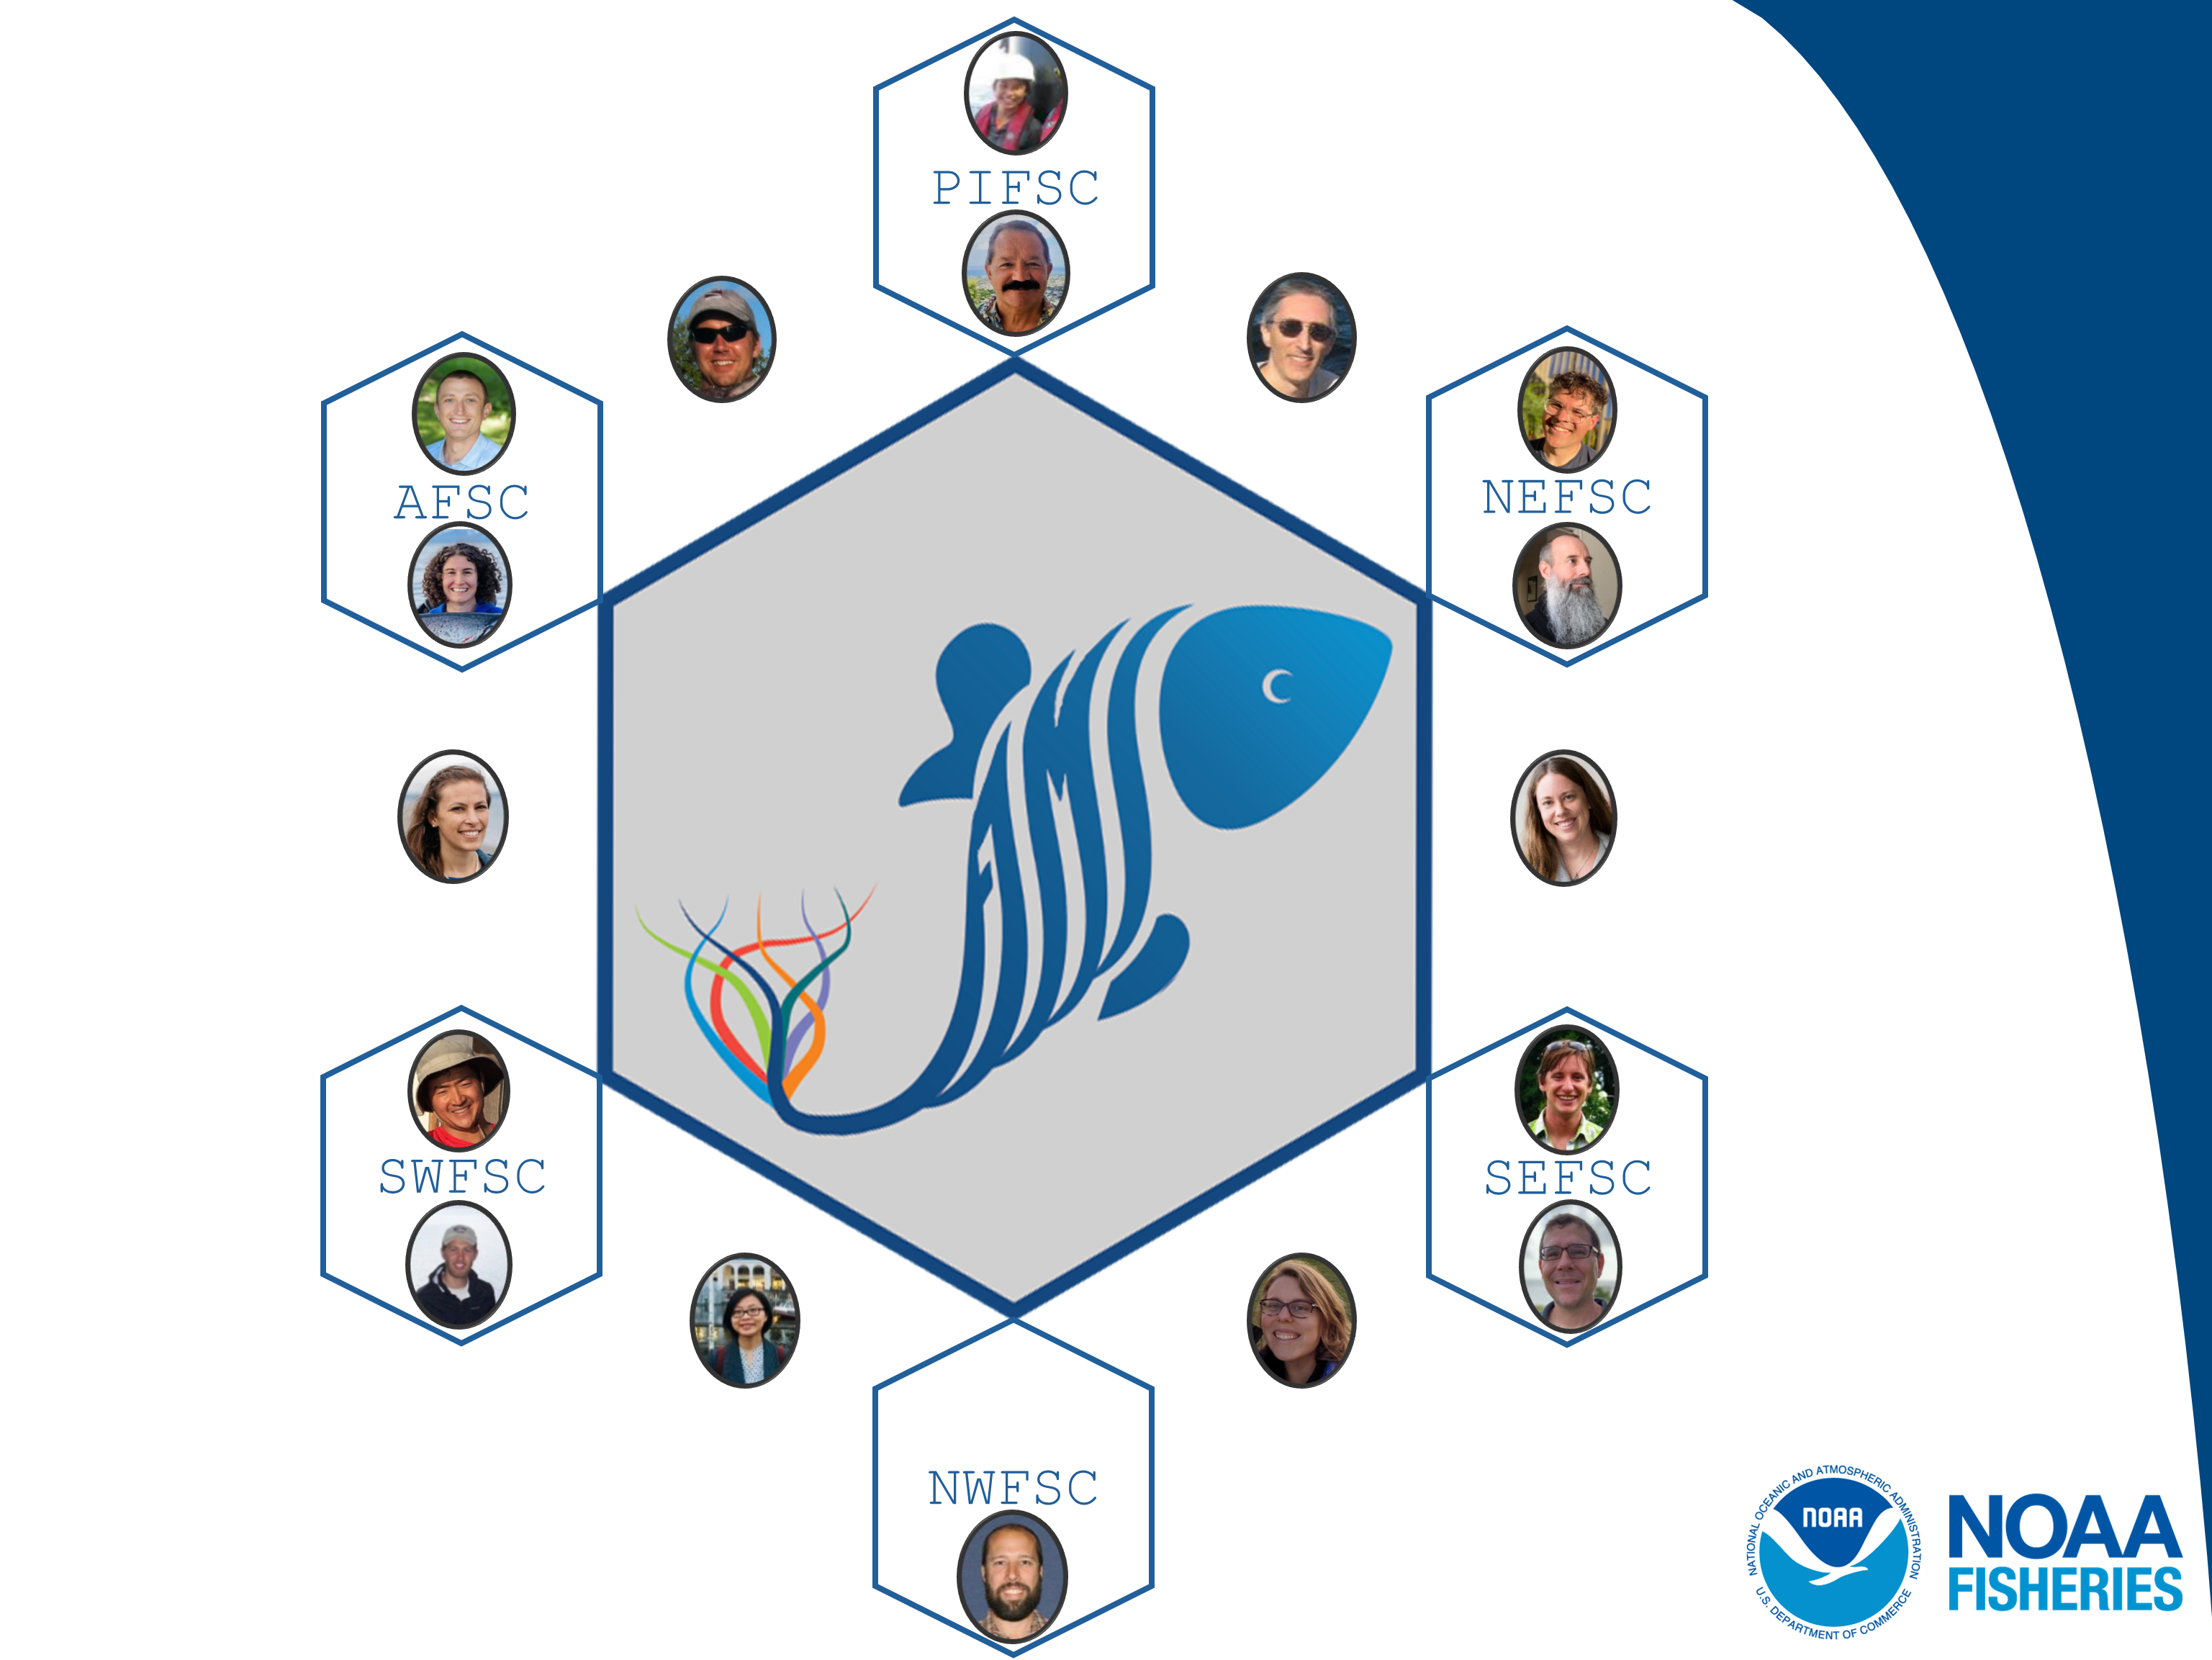 PIFSC
AFSC
NEFSC
FIMS
SWFSC
SEFSC
NWFSC
NATIONAL OCEANIC AND ATMOSPHERIC ADMINISTRATION
NOAA
U.S. DEPARTMENT OF COMMERCE
NOAA
FISHERIES